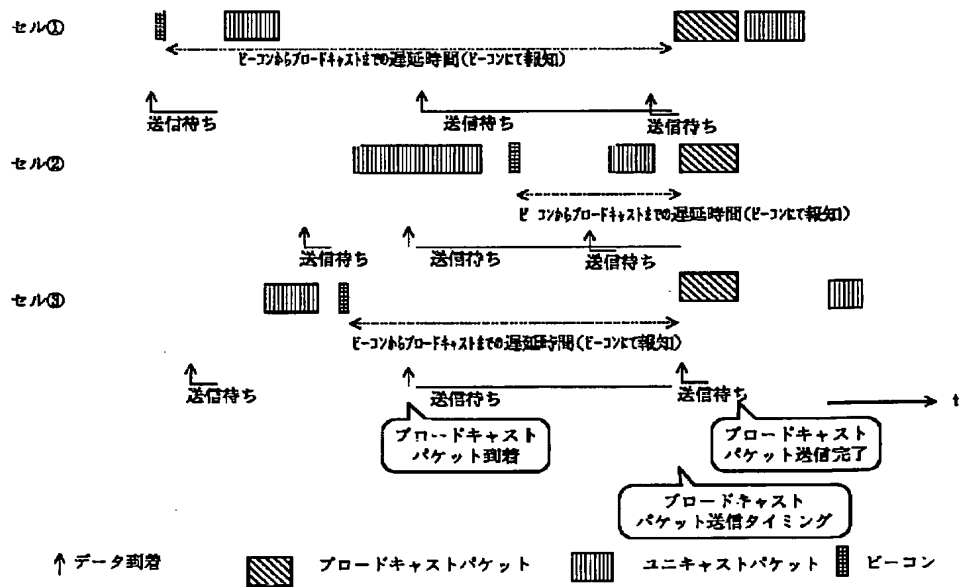 セル①
ビーコンからブロードキャストまでの遅延時間(ビーコンにて報知)
送信待ち
送信待ち
送信待ち
セル②
ビーコンからブロードキャストまでの遅延時間(ビーコンにて報知)
送信待ち
送信待ち
送信待ち
セル③
ビーコンからブロードキャストまでの遅延時間(ビーコンにて報知)
送信待ち
送信待ち
送信待ち
t
ブロードキャスト
パケット到着
ブロードキャスト
パケット送信完了
ブロードキャスト
パケット送信タイミング
データ到着
ブロードキャストパケット
ユニキャストパケット
ビーコン